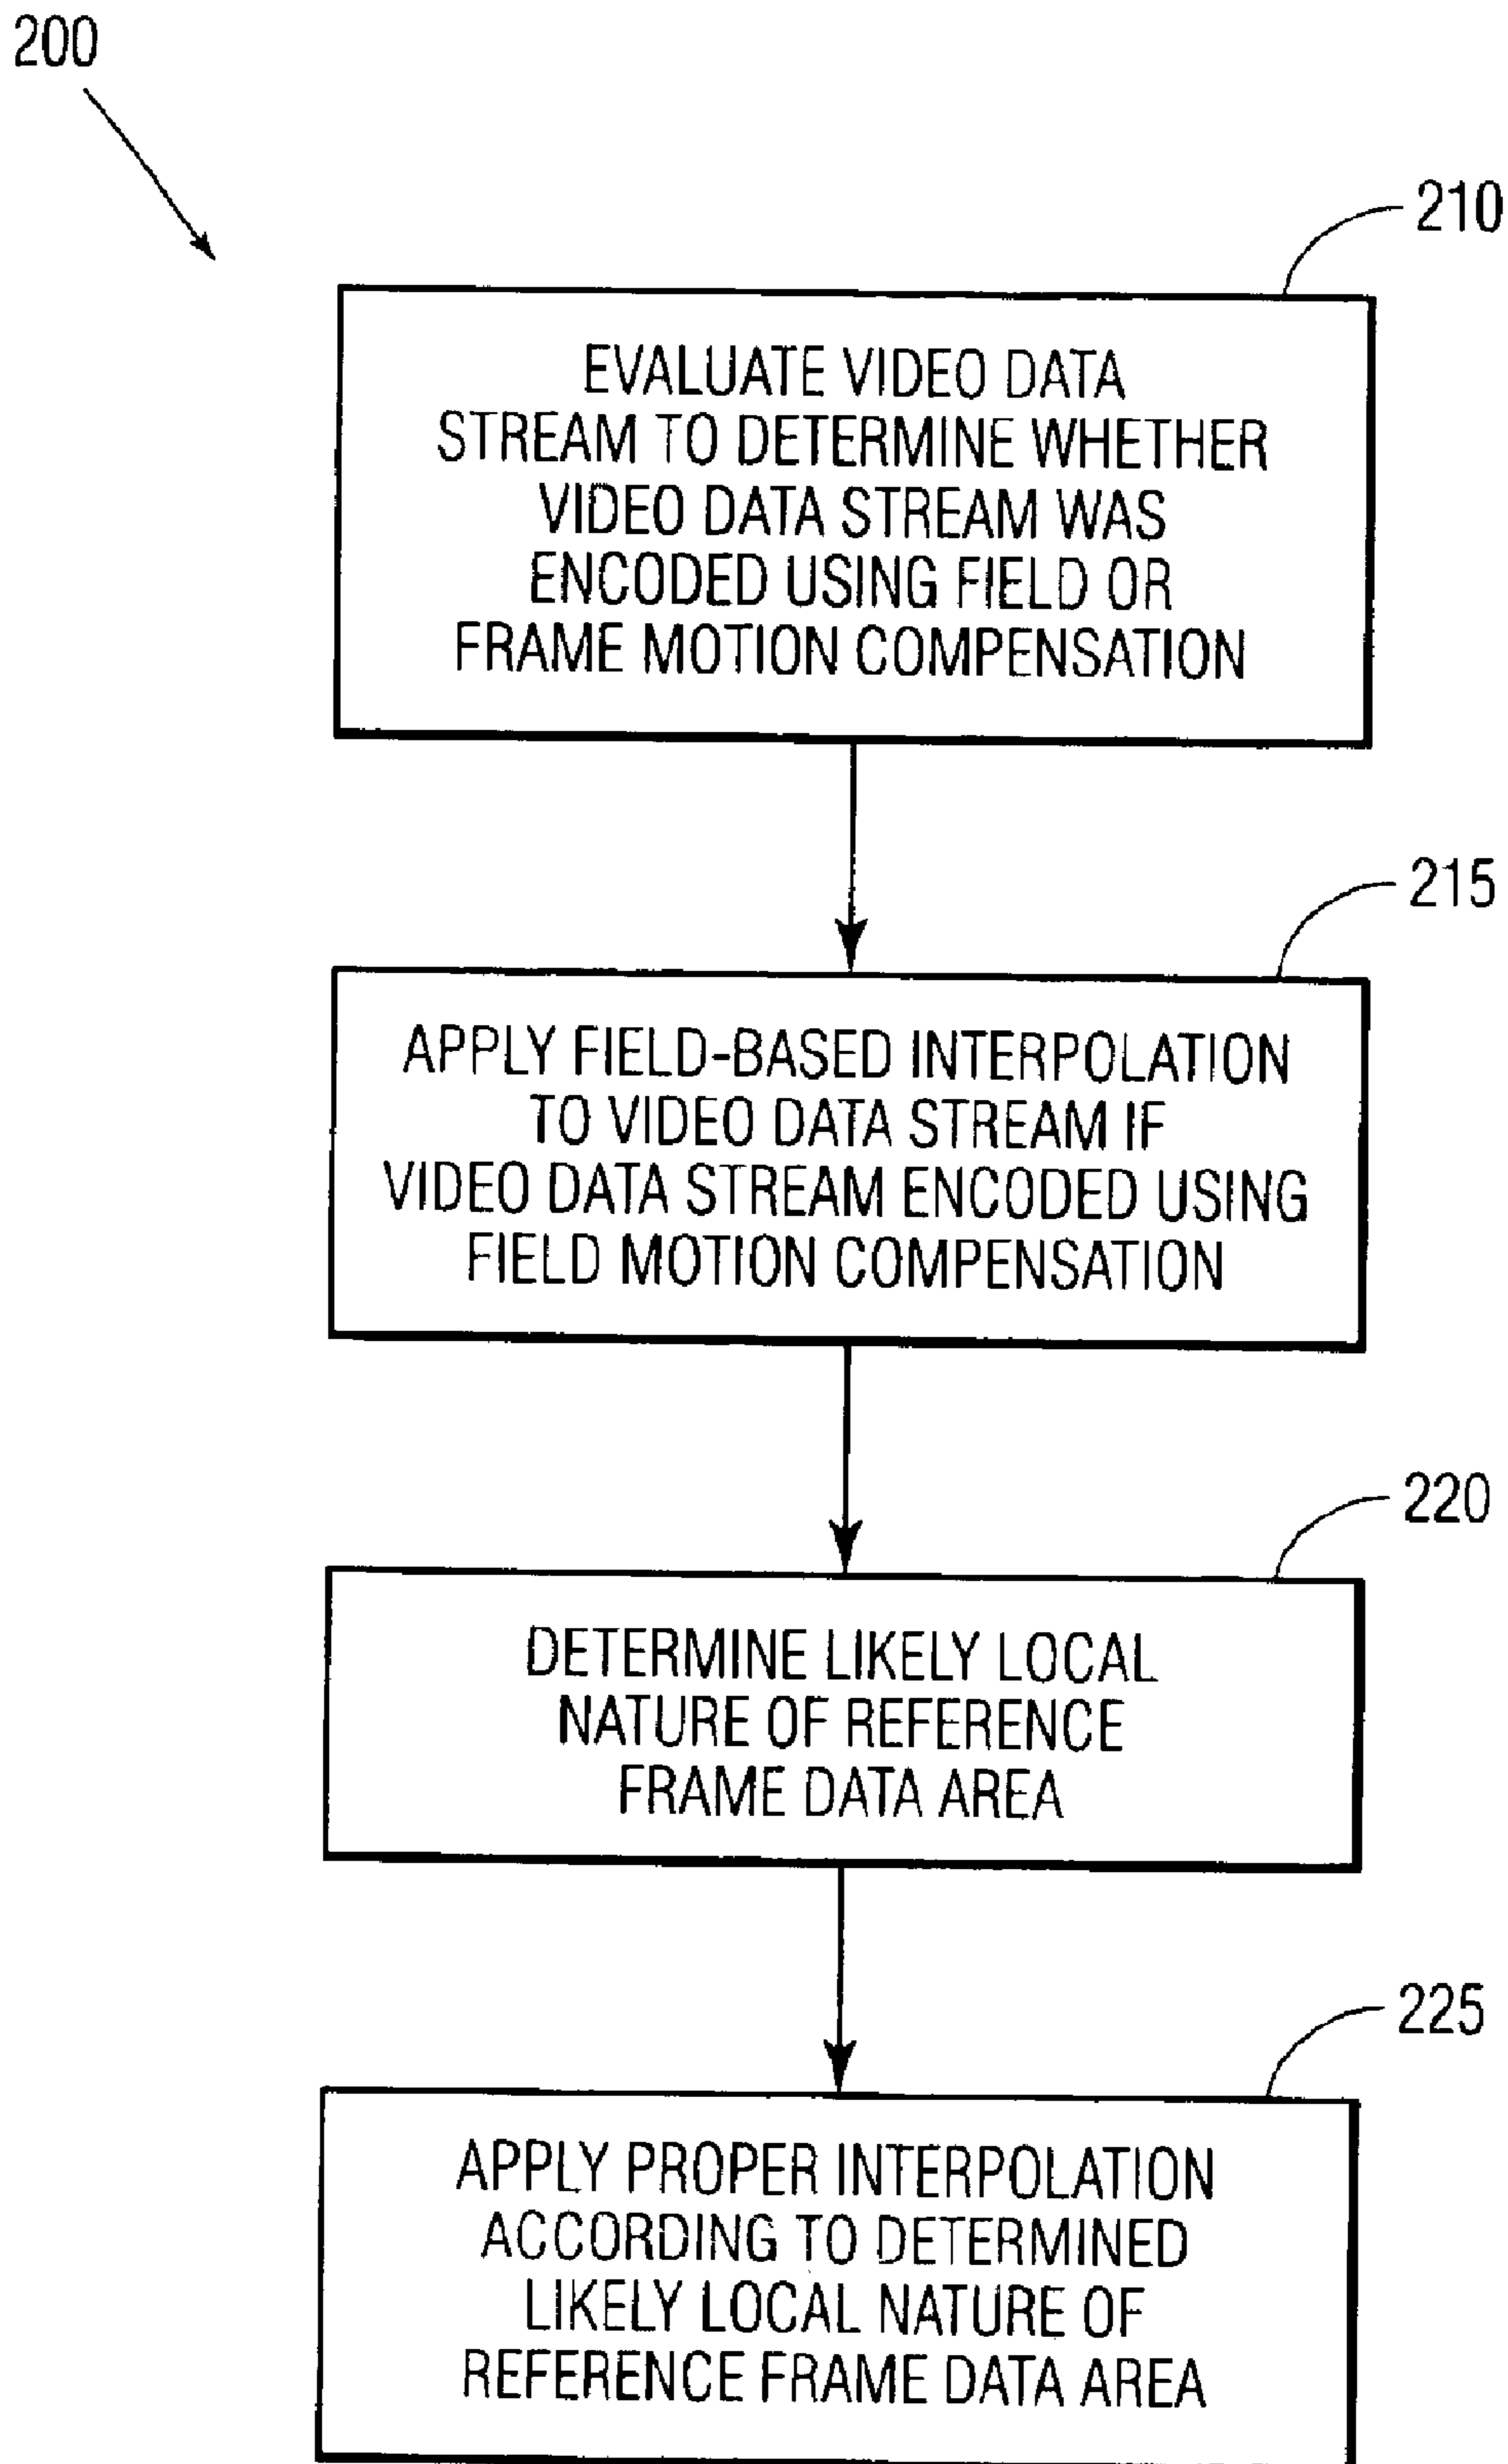 200
210
EVALUATE VIDEO DATA
STREAM TO DETERMINE WHETHER
VIDEO DATA STREAM WAS
ENCODED USING FIELD OR
FRAME MOTION COMPENSATION
215
APPLY FIELD-BASED INTERPOLATION
TO VIDEO DATA STREAM IF
VIDEO DATA STREAM ENCODED USING
FIELD MOTION COMPENSATION
220
DETERMINE LIKELY LOCAL
NATURE OF REFERENCE
FRAME DATA AREA
225
APPLY PROPER INTERPOLATION
ACCORDING TO DETERMINED
LIKELY LOCAL NATURE OF
REFERENCE FRAME DATA AREA